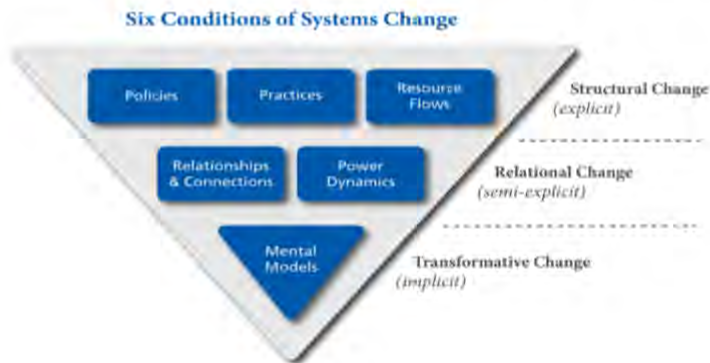 Six Conditions of Systems Change
Policies
Practices
Resource
Flows
Structural Change
(explicit)
Relationships
& Connections
Power
Dynamics
Relational Change
(semi-explicit)
Mental
Models
Transformative Change
(implicit)